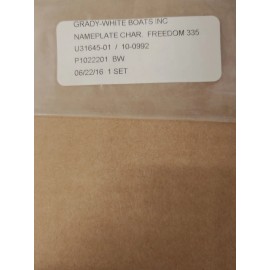 GRADY-WHITE BOATS INC
NAMEPLATE CHAR. FREEDOM 335
U31645-01 / 10-0992
P1022201 BW
06/22/16 1 SET